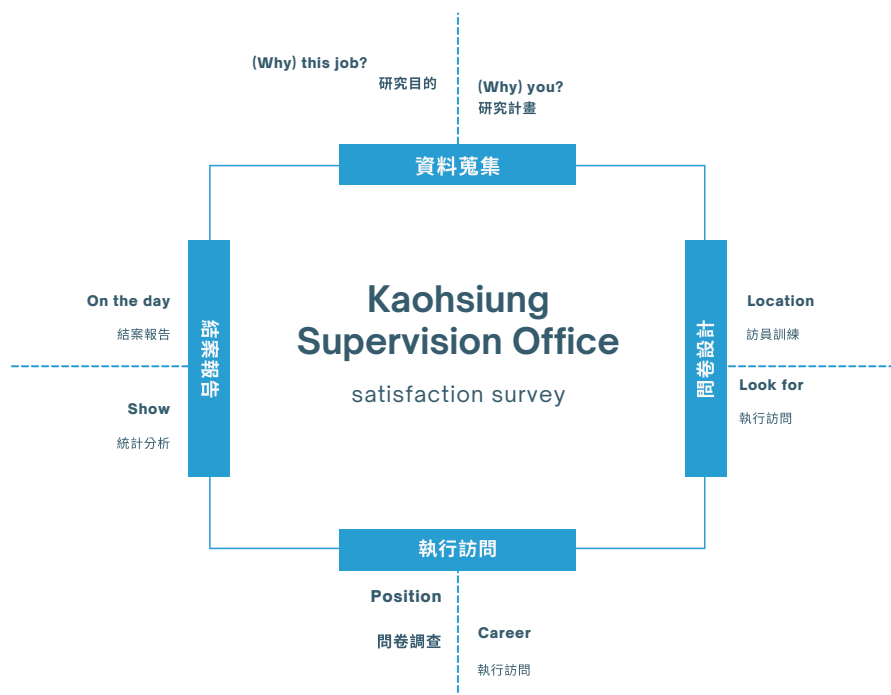 (Why) this job?
研究目的
(Why) you?
研究計畫
資料蒐集
On the day
結案報告
Show
統計分析
結案報告
Kaohsiung
Supervision Office
satisfaction survey
問卷設計
Location
訪員訓練
Look for
執行訪問
執行訪問
Position
問卷調查
Career
執行訪問